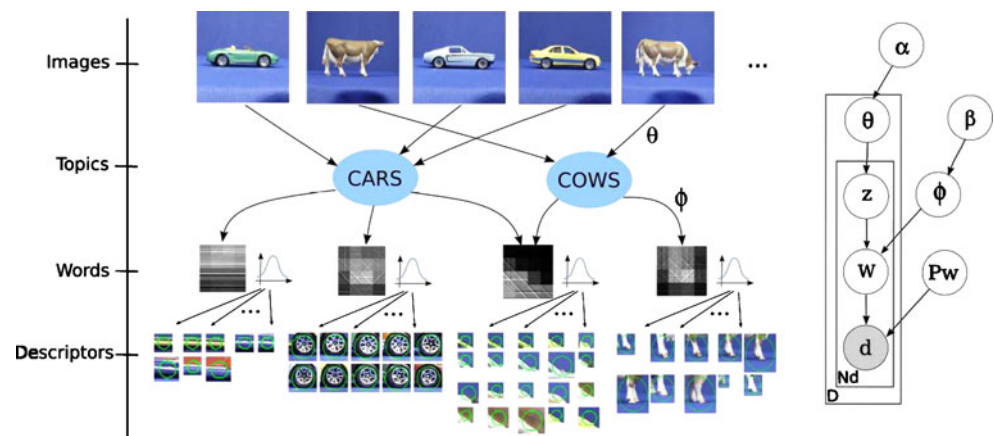 Images
...
α
θ
β
Topics
θ
CARS
COWS
z
ϕ
ϕ
Words
w
Pw
...
...
...
...
Descriptors
d
Nd
D